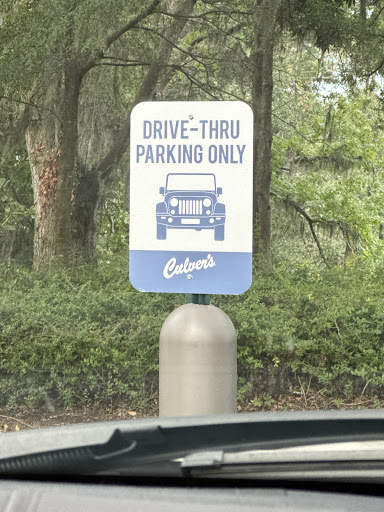 DRIVE-THRU
PARKING ONLY
Culver's